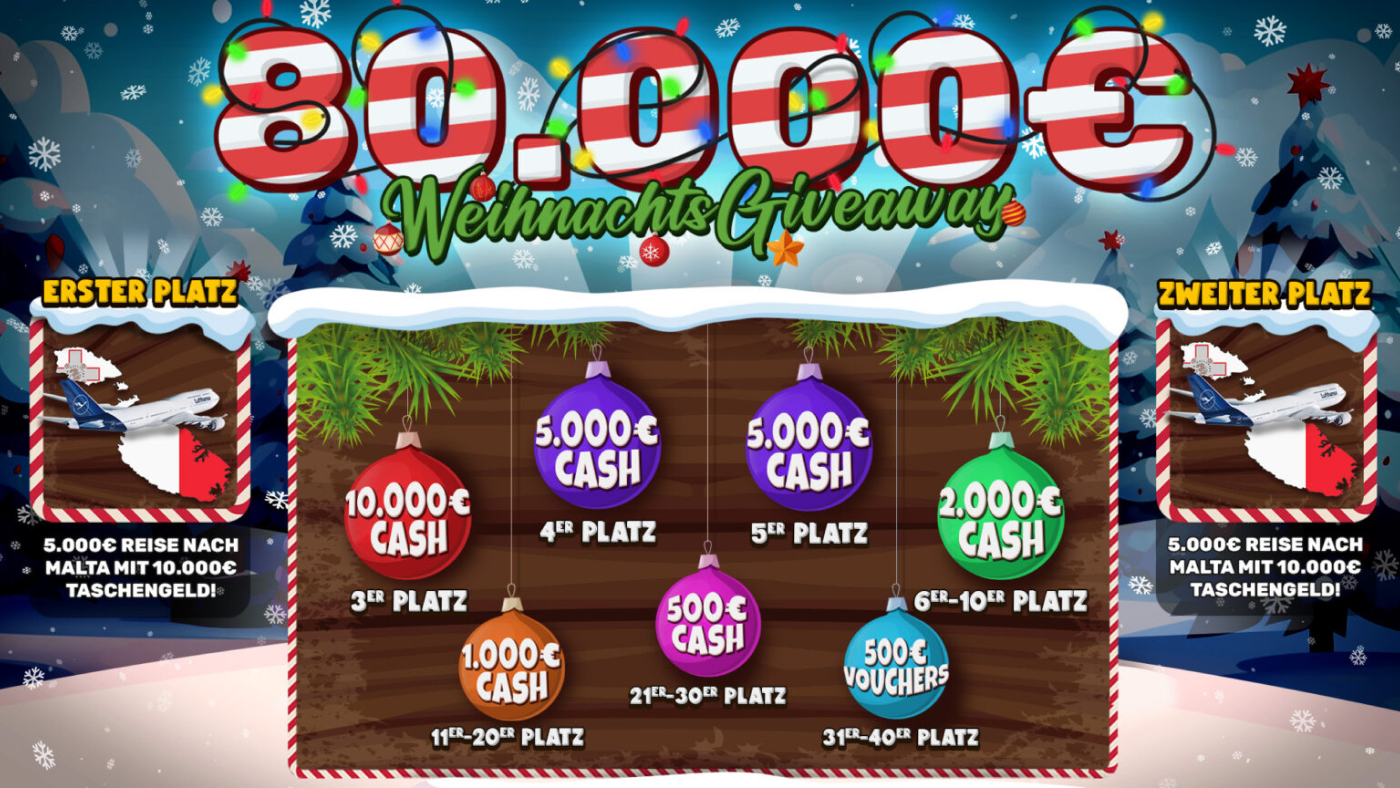 80.000€
Weihnachts Giveaway
ERSTER PLATZ
5.000€ REISE NACH
MALTA MIT 10.000€
TASCHENGELD!
ZWEITER PLATZ
5.000€ REISE NACH
MALTA MIT 10.000€
TASCHENGELD!
10.000€
CASH
3ER PLATZ
5.000€
CASH
4ER PLATZ
5.000€
CASH
5ER PLATZ
2.000€
CASH
6ER-10ER PLATZ
1.000€
CASH
11ER-20ER PLATZ
500€
CASH
21ER-30ER PLATZ
500€
VOUCHERS
31ER-40ER PLATZ